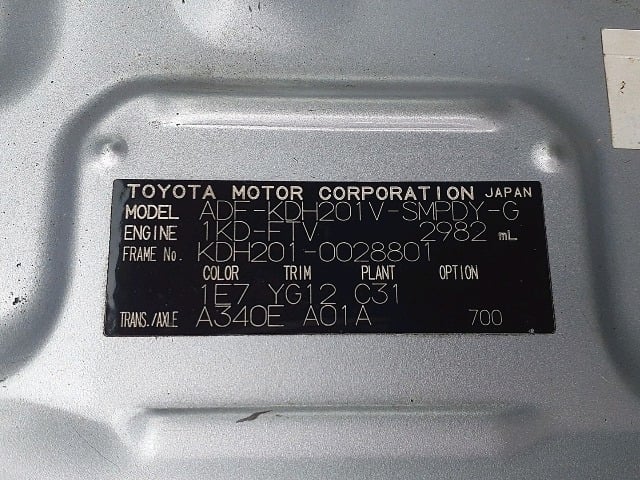 TOYOTA MOTOR CORPORATION JAPAN
MODEL ADF-KDH201V-SMPDY-G
ENGINE 1KD-FTV 2982 mL
FRAME No. KDH201-0028801
COLOR TRIM PLANT OPTION
1E7 YG12 C31
TRANS./AXLE A340E A01A 700